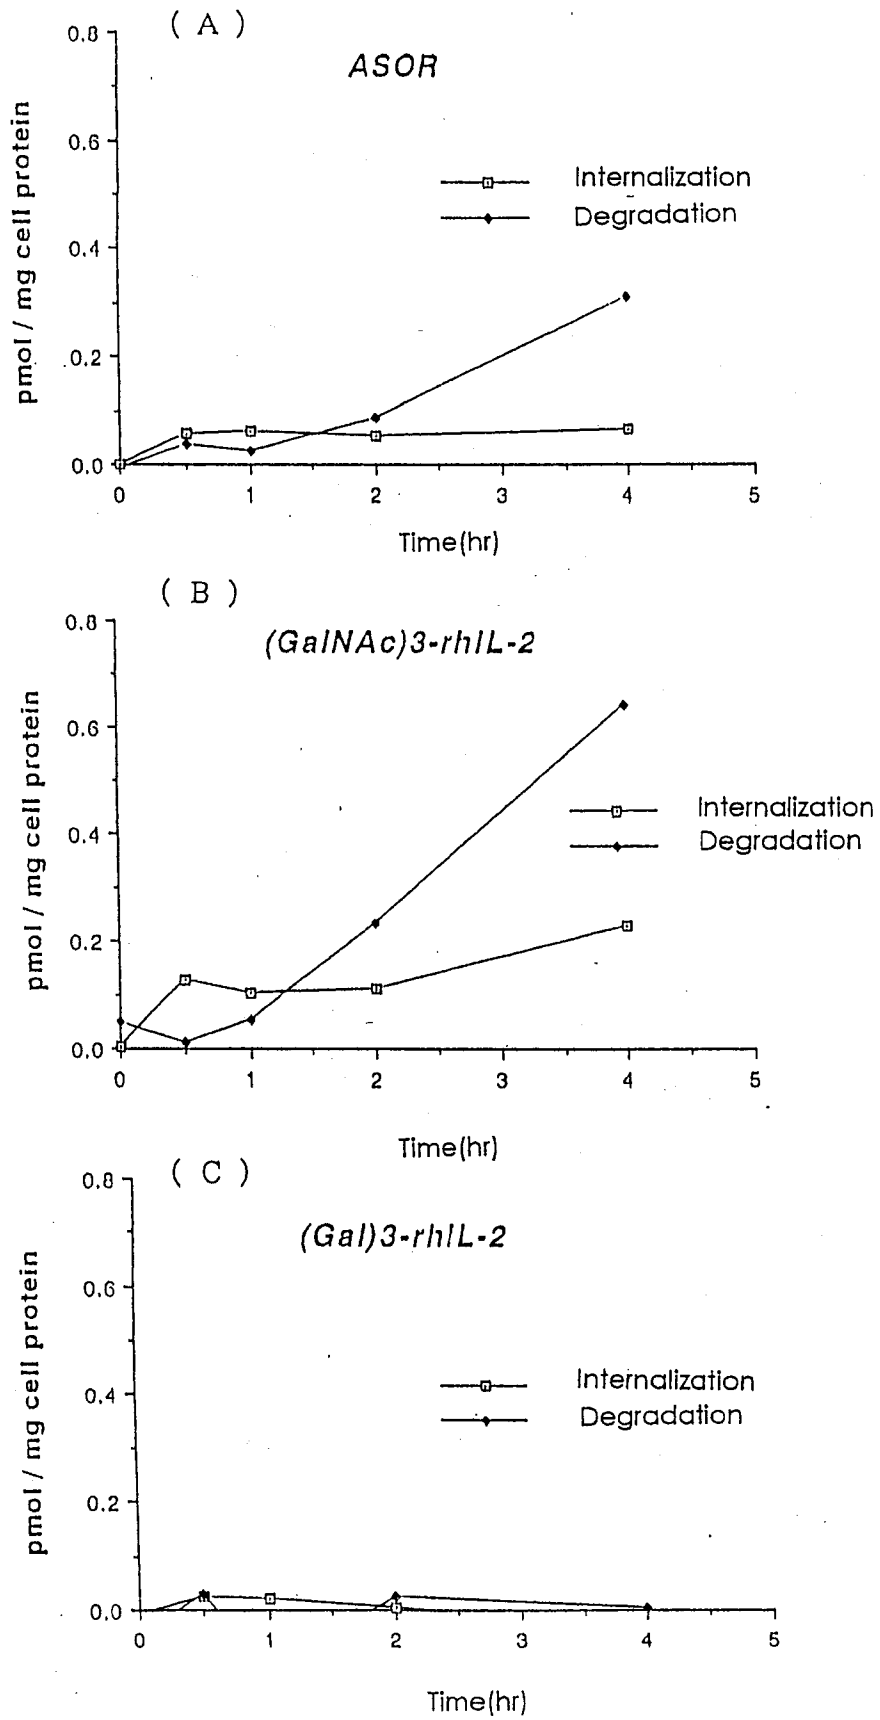 ( A )
ASOR
0.8
0.6
0.4
0.2
0.0
pmol / mg cell protein
Internalization
Degradation
0 1 2 3 4 5
Time(hr)
( B )
(GalNAc)3-rhIL-2
0.8
0.6
0.4
0.2
0.0
pmol / mg cell protein
Internalization
Degradation
0 1 2 3 4 5
Time(hr)
( C )
(Gal)3-rhIL-2
0.8
0.6
0.4
0.2
0.0
pmol / mg cell protein
Internalization
Degradation
0 1 2 3 4 5
Time(hr)